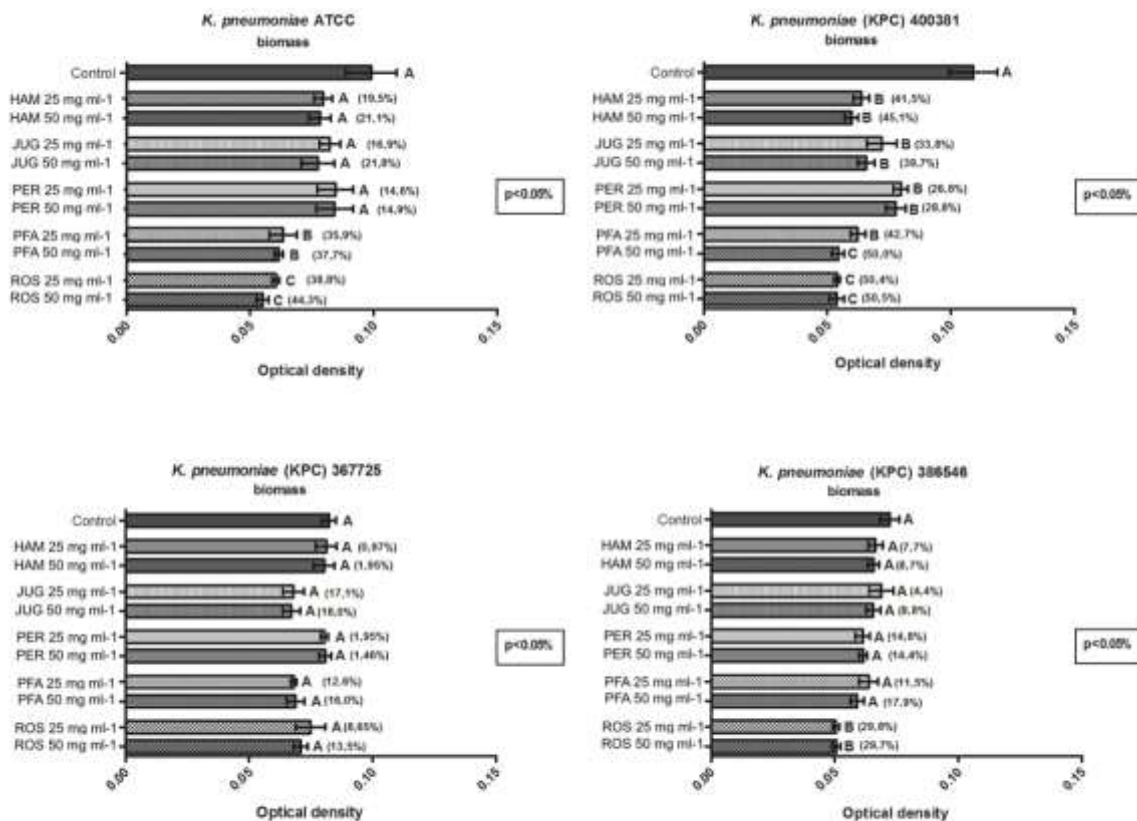 K. pneumoniae ATCC
biomass
Control A
HAM 25 mg ml-1 A (19,5%)
HAM 50 mg ml-1 A (21,1%)
JUG 25 mg ml-1 A (16,9%)
JUG 50 mg ml-1 A (21,8%)
PER 25 mg ml-1 A
PER 50 mg ml-1 A (14,9%)
PFA 25 mg ml-1 B (35,9%)
PFA 50 mg ml-1 B (37,7%)
ROS 25 mg ml-1 C
ROS 50 mg ml-1 C (44,3%)
p<0.05%
0.00 0.05 0.10 0.15
Optical density
K. pneumoniae (KPC) 400381
biomass
Control A
HAM 25 mg ml-1 B (41,5%)
HAM 50 mg ml-1 B (45,1%)
JUG 25 mg ml-1 B (33,8%)
JUG 50 mg ml-1 B (39,7%)
PER 25 mg ml-1 B
PER 50 mg ml-1 B
PFA 25 mg ml-1 B (42,7%)
PFA 50 mg ml-1 C (50,0%)
ROS 25 mg ml-1 C (50,4%)
ROS 50 mg ml-1 C (50,5%)
p<0.05%
0.00 0.05 0.10 0.15
Optical density
K. pneumoniae (KPC) 367725
biomass
Control A
HAM 25 mg ml-1 A (0,97%)
HAM 50 mg ml-1 A (1,95%)
JUG 25 mg ml-1 A (17,1%)
JUG 50 mg ml-1 A
PER 25 mg ml-1 A (1,95%)
PER 50 mg ml-1 A (1,46%)
PFA 25 mg ml-1 A
PFA 50 mg ml-1 A (16,0%)
ROS 25 mg ml-1 A
ROS 50 mg ml-1 A (13,5%)
p<0.05%
0.00 0.05 0.10 0.15
Optical density
K. pneumoniae (KPC) 386546
biomass
Control A
HAM 25 mg ml-1 A (7,7%)
HAM 50 mg ml-1 A
JUG 25 mg ml-1 A (4,4%)
JUG 50 mg ml-1 A
PER 25 mg ml-1 A
PER 50 mg ml-1 A (14,4%)
PFA 25 mg ml-1 A (11,5%)
PFA 50 mg ml-1 A (17,9%)
ROS 25 mg ml-1 B
ROS 50 mg ml-1 B (29,7%)
p<0.05%
0.00 0.05 0.10 0.15
Optical density